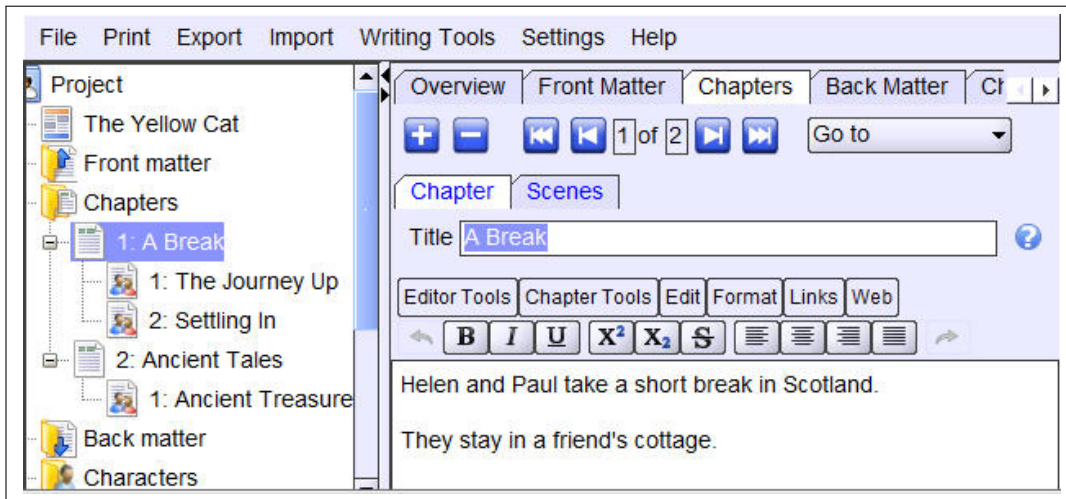 File Print Export Import Writing Tools Settings Help
Project
The Yellow Cat
Front matter
Chapters
1: A Break
1: The Journey Up
2: Settling In
2: Ancient Tales
1: Ancient Treasure
Back matter
Characters
Overview Front Matter Chapters Back Matter
1 of 2 Go to
Chapter Scenes
Title A Break
Editor Tools Chapter Tools Edit Format Links Web
B I U X² X₂ S
Helen and Paul take a short break in Scotland.
They stay in a friend's cottage.